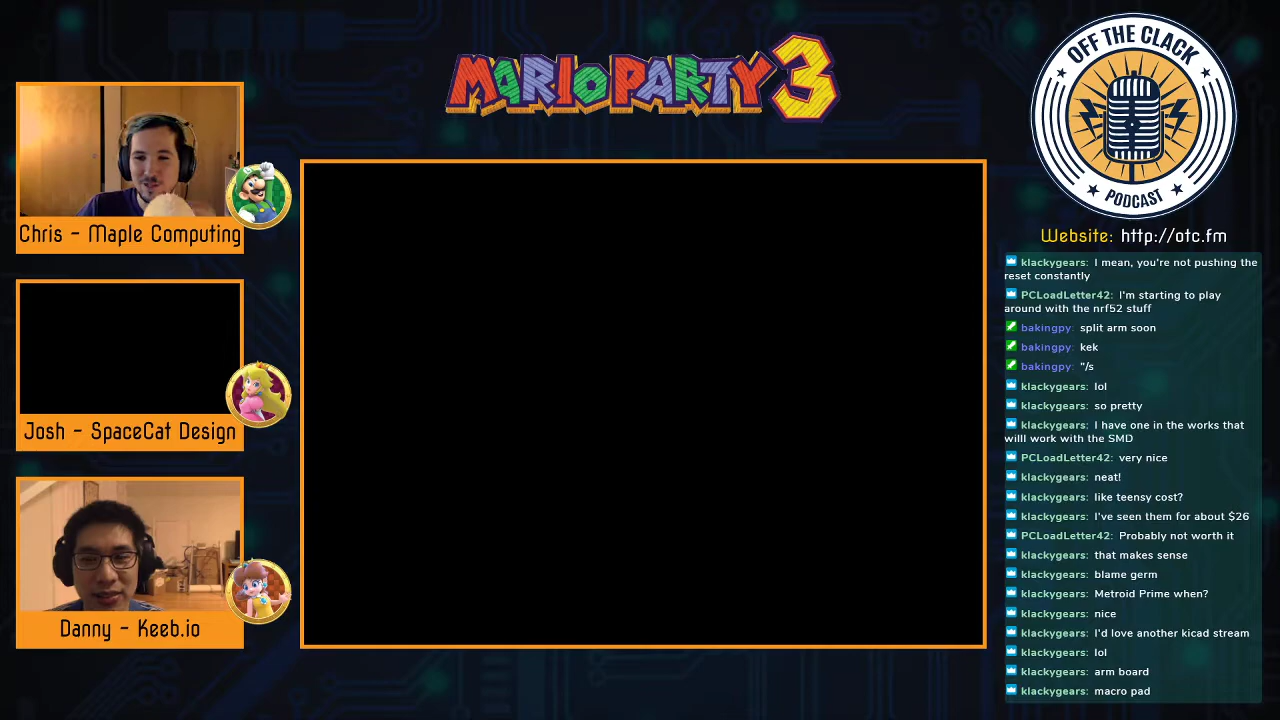 MARIO PARTY 3
OFF THE CLACK
PODCAST
Website: http://otc.fm
Chris - Maple Computing
Josh - SpaceCat Design
Danny - Keeb.io
klackygears: I mean, you're not pushing the
reset constantly
PCLoadLetter42: I'm starting to play
around with the nrf52 stuff
bakingpy: split arm soon
bakingpy: kek
bakingpy: "/s
klackygears: lol
klackygears: so pretty
klackygears: I have one in the works that
willl work with the SMD
PCLoadLetter42: very nice
klackygears: neat!
klackygears: like teensy cost?
klackygears: I've seen them for about $26
PCLoadLetter42: Probably not worth it
klackygears: that makes sense
klackygears: blame germ
klackygears: Metroid Prime when?
klackygears: nice
klackygears: I'd love another kicad stream
klackygears: lol
klackygears: arm board
klackygears: macro pad